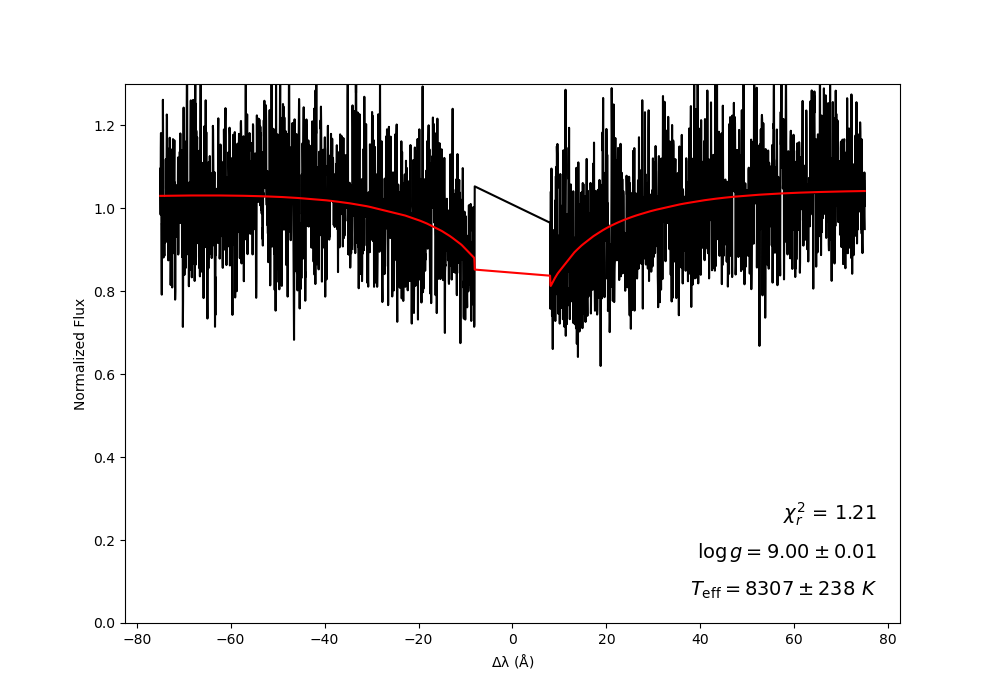 1.2
1.0
0.8
0.6
0.4
0.2
0.0
Normalized Flux
χ²ᵣ = 1.21
log g = 9.00 ± 0.01
T_eff = 8307 ± 238 K
−80 −60 −40 −20 0 20 40 60 80
Δλ (Å)